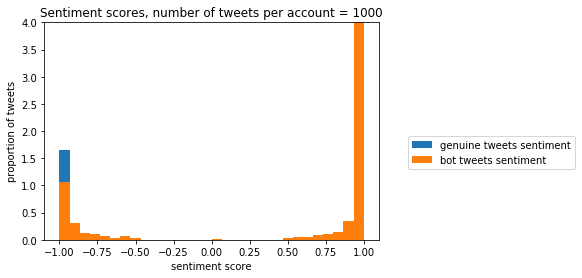 Sentiment scores, number of tweets per account = 1000
4.0
3.5
3.0
2.5
2.0
1.5
1.0
0.5
0.0
proportion of tweets
−1.00 −0.75 −0.50 −0.25 0.00 0.25 0.50 0.75 1.00
sentiment score
genuine tweets sentiment
bot tweets sentiment